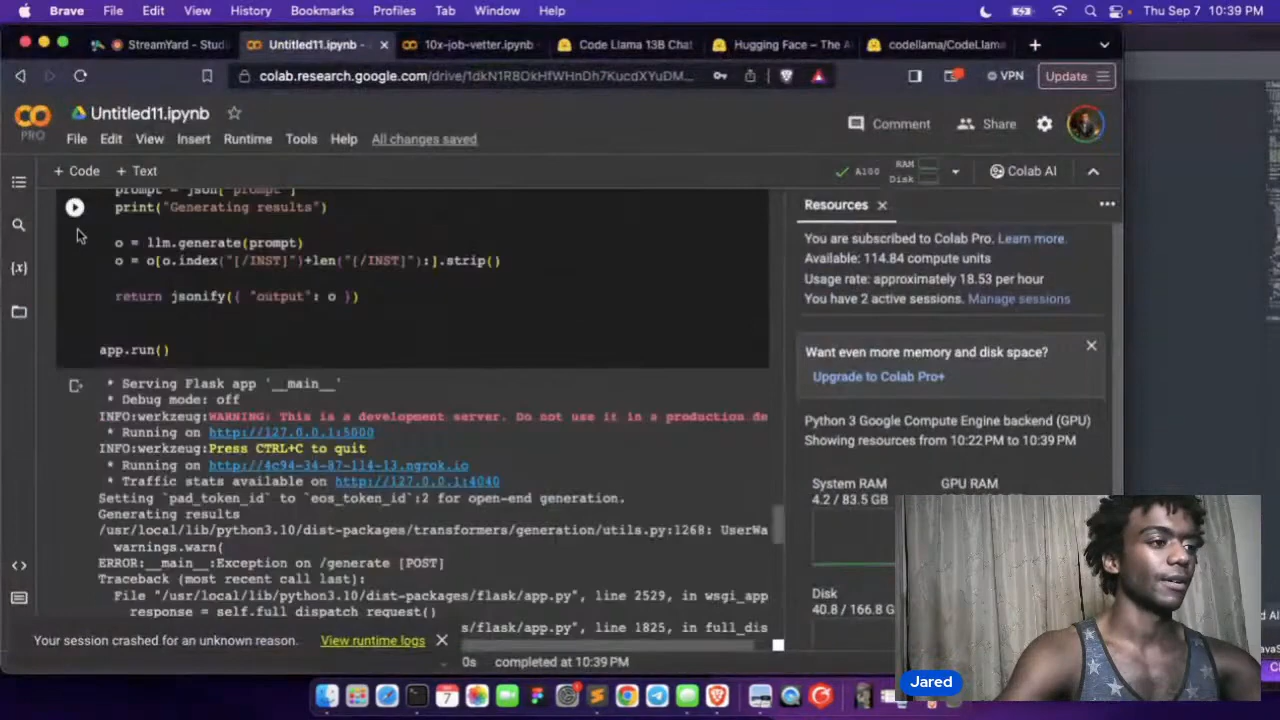 Brave File Edit View History Bookmarks Profiles Tab Window Help Thu Sep 7 10:39 PM
StreamYard - Studi Untitled11.ipynb - 10x-job-vetter.ipynb - Code Llama 13B Chat Hugging Face – The A codellama/CodeLlama
colab.research.google.com/drive/ VPN Update
Untitled11.ipynb
PRO
File Edit View Insert Runtime Tools Help All changes saved
Comment Share
+ Code + Text
A100 RAM Disk Colab AI
prompt = json["prompt"]
print("Generating results")
o = llm.generate(prompt)
o = o[o.index("[/INST]")+len("[/INST]"):].strip()
return jsonify({ "output": o })
app.run()
* Serving Flask app '__main__'
* Debug mode: off
INFO:werkzeug:WARNING: This is a development server. Do not use it in a production de
* Running on http://127.0.0.1:5000
INFO:werkzeug:Press CTRL+C to quit
* Running on http://4c94-34-87-114-13.ngrok.io
* Traffic stats available on http://127.0.0.1:4040
Setting `pad_token_id` to `eos_token_id`:2 for open-end generation.
Generating results
/usr/local/lib/python3.10/dist-packages/transformers/generation/utils.py:1268: UserWa
warnings.warn(
ERROR:__main__:Exception on /generate [POST]
Traceback (most recent call last):
File "/usr/local/lib/python3.10/dist-packages/flask/app.py", line 2529, in wsgi_app
response = self.full_dispatch_request()
s/flask/app.py", line 1825, in full_dis
Your session crashed for an unknown reason. View runtime logs
0s completed at 10:39 PM
Resources
You are subscribed to Colab Pro. Learn more.
Available: 114.84 compute units
Usage rate: approximately 18.53 per hour
You have 2 active sessions. Manage sessions
Want even more memory and disk space?
Upgrade to Colab Pro+
Python 3 Google Compute Engine backend (GPU)
Showing resources from 10:22 PM to 10:39 PM
System RAM GPU RAM
4.2 / 83.5 GB
Disk
40.8 / 166.8 G
Jared